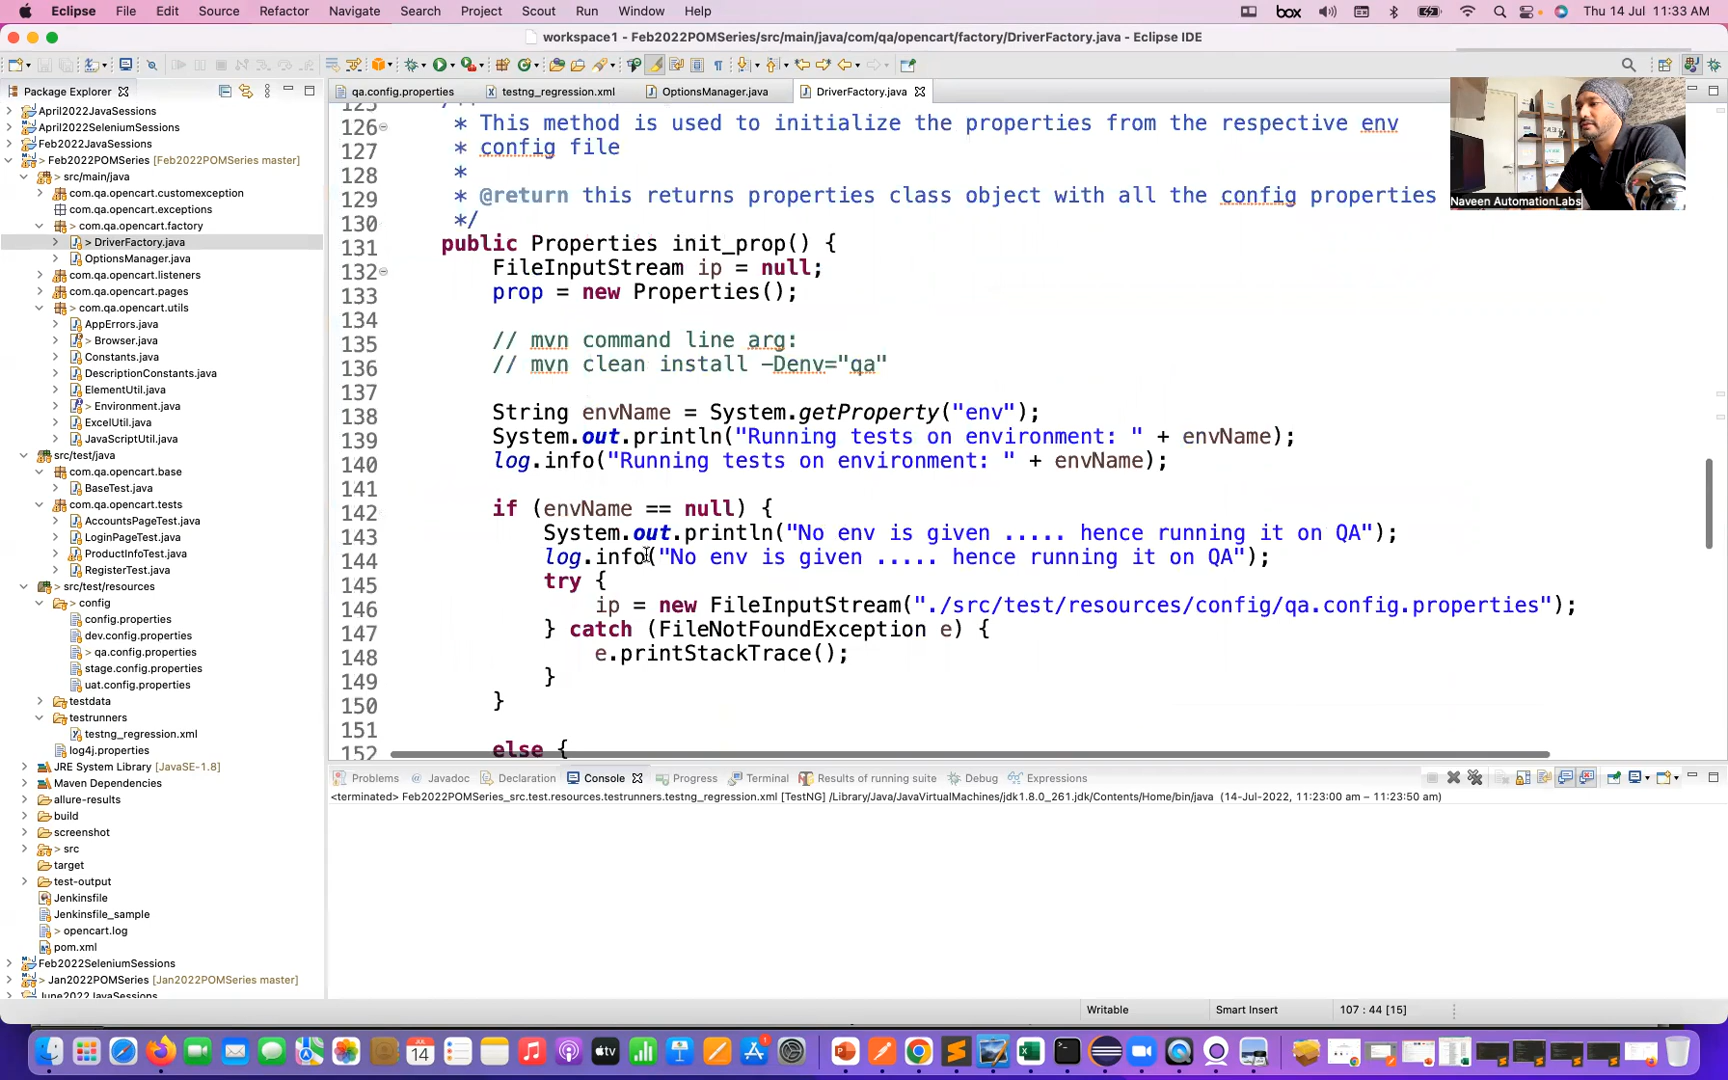 Eclipse File Edit Source Refactor Navigate Search Project Scout Run Window Help box Thu 14 Jul 11:33 AM
workspace1 - Feb2022POMSeries/src/main/java/com/qa/opencart/factory/DriverFactory.java - Eclipse IDE
Package Explorer
qa.config.properties testng_regression.xml OptionsManager.java DriverFactory.java
April2022JavaSessions
April2022SeleniumSessions
Feb2022JavaSessions
> Feb2022POMSeries [Feb2022POMSeries master]
src/main/java
com.qa.opencart.customexception
com.qa.opencart.exceptions
com.qa.opencart.factory
> DriverFactory.java
OptionsManager.java
com.qa.opencart.listeners
com.qa.opencart.pages
> com.qa.opencart.utils
AppErrors.java
> Browser.java
Constants.java
DescriptionConstants.java
ElementUtil.java
> Environment.java
ExcelUtil.java
JavaScriptUtil.java
src/test/java
com.qa.opencart.base
BaseTest.java
com.qa.opencart.tests
AccountsPageTest.java
LoginPageTest.java
ProductInfoTest.java
RegisterTest.java
> src/test/resources
> config
config.properties
dev.config.properties
> qa.config.properties
stage.config.properties
uat.config.properties
testdata
testrunners
testng_regression.xml
log4j.properties
JRE System Library [JavaSE-1.8]
Maven Dependencies
allure-results
build
screenshot
> src
target
test-output
Jenkinsfile
Jenkinsfile_sample
> opencart.log
pom.xml
Feb2022SeleniumSessions
> Jan2022POMSeries [Jan2022POMSeries master]
June2022JavaSessions
125 /**
126 * This method is used to initialize the properties from the respective env
127 * config file
128 *
129 * @return this returns properties class object with all the config properties
130 */
131 public Properties init_prop() {
132 FileInputStream ip = null;
133 prop = new Properties();
134
135 // mvn command line arg:
136 // mvn clean install -Denv="qa"
137
138 String envName = System.getProperty("env");
139 System.out.println("Running tests on environment: " + envName);
140 log.info("Running tests on environment: " + envName);
141
142 if (envName == null) {
143 System.out.println("No env is given ..... hence running it on QA");
144 log.info("No env is given ..... hence running it on QA");
145 try {
146 ip = new FileInputStream("./src/test/resources/config/qa.config.properties");
147 } catch (FileNotFoundException e) {
148 e.printStackTrace();
149 }
150 }
151
152 else {
Naveen AutomationLabs
Problems Javadoc Declaration Console Progress Terminal Results of running suite Debug Expressions
<terminated> Feb2022POMSeries_src.test.resources.testrunners.testng_regression.xml [TestNG] /Library/Java/JavaVirtualMachines/jdk1.8.0_261.jdk/Contents/Home/bin/java (14-Jul-2022, 11:23:00 am – 11:23:50 am)
Writable Smart Insert 107 : 44 [15]
JUL
14
tv